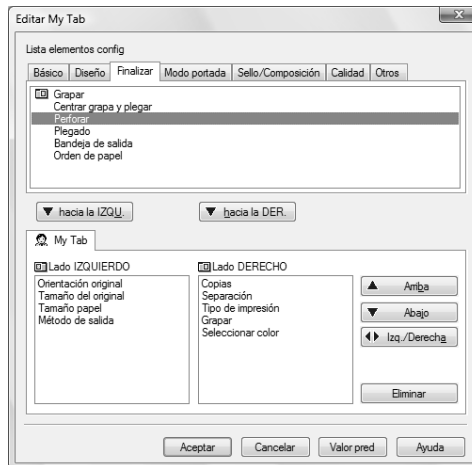 Editar My Tab
Lista elementos config
Básico Diseño Finalizar Modo portada Sello/Composición Calidad Otros
Grapar
Centrar grapa y plegar
Perforar
Plegado
Bandeja de salida
Orden de papel
hacia la IZQU. hacia la DER.
My Tab
Lado IZQUIERDO Lado DERECHO
Orientación original Copias
Tamaño del original Separación
Tamaño papel Tipo de impresión
Método de salida Grapar
Seleccionar color
Arriba
Abajo
Izq./Derecha
Eliminar
Aceptar Cancelar Valor pred Ayuda